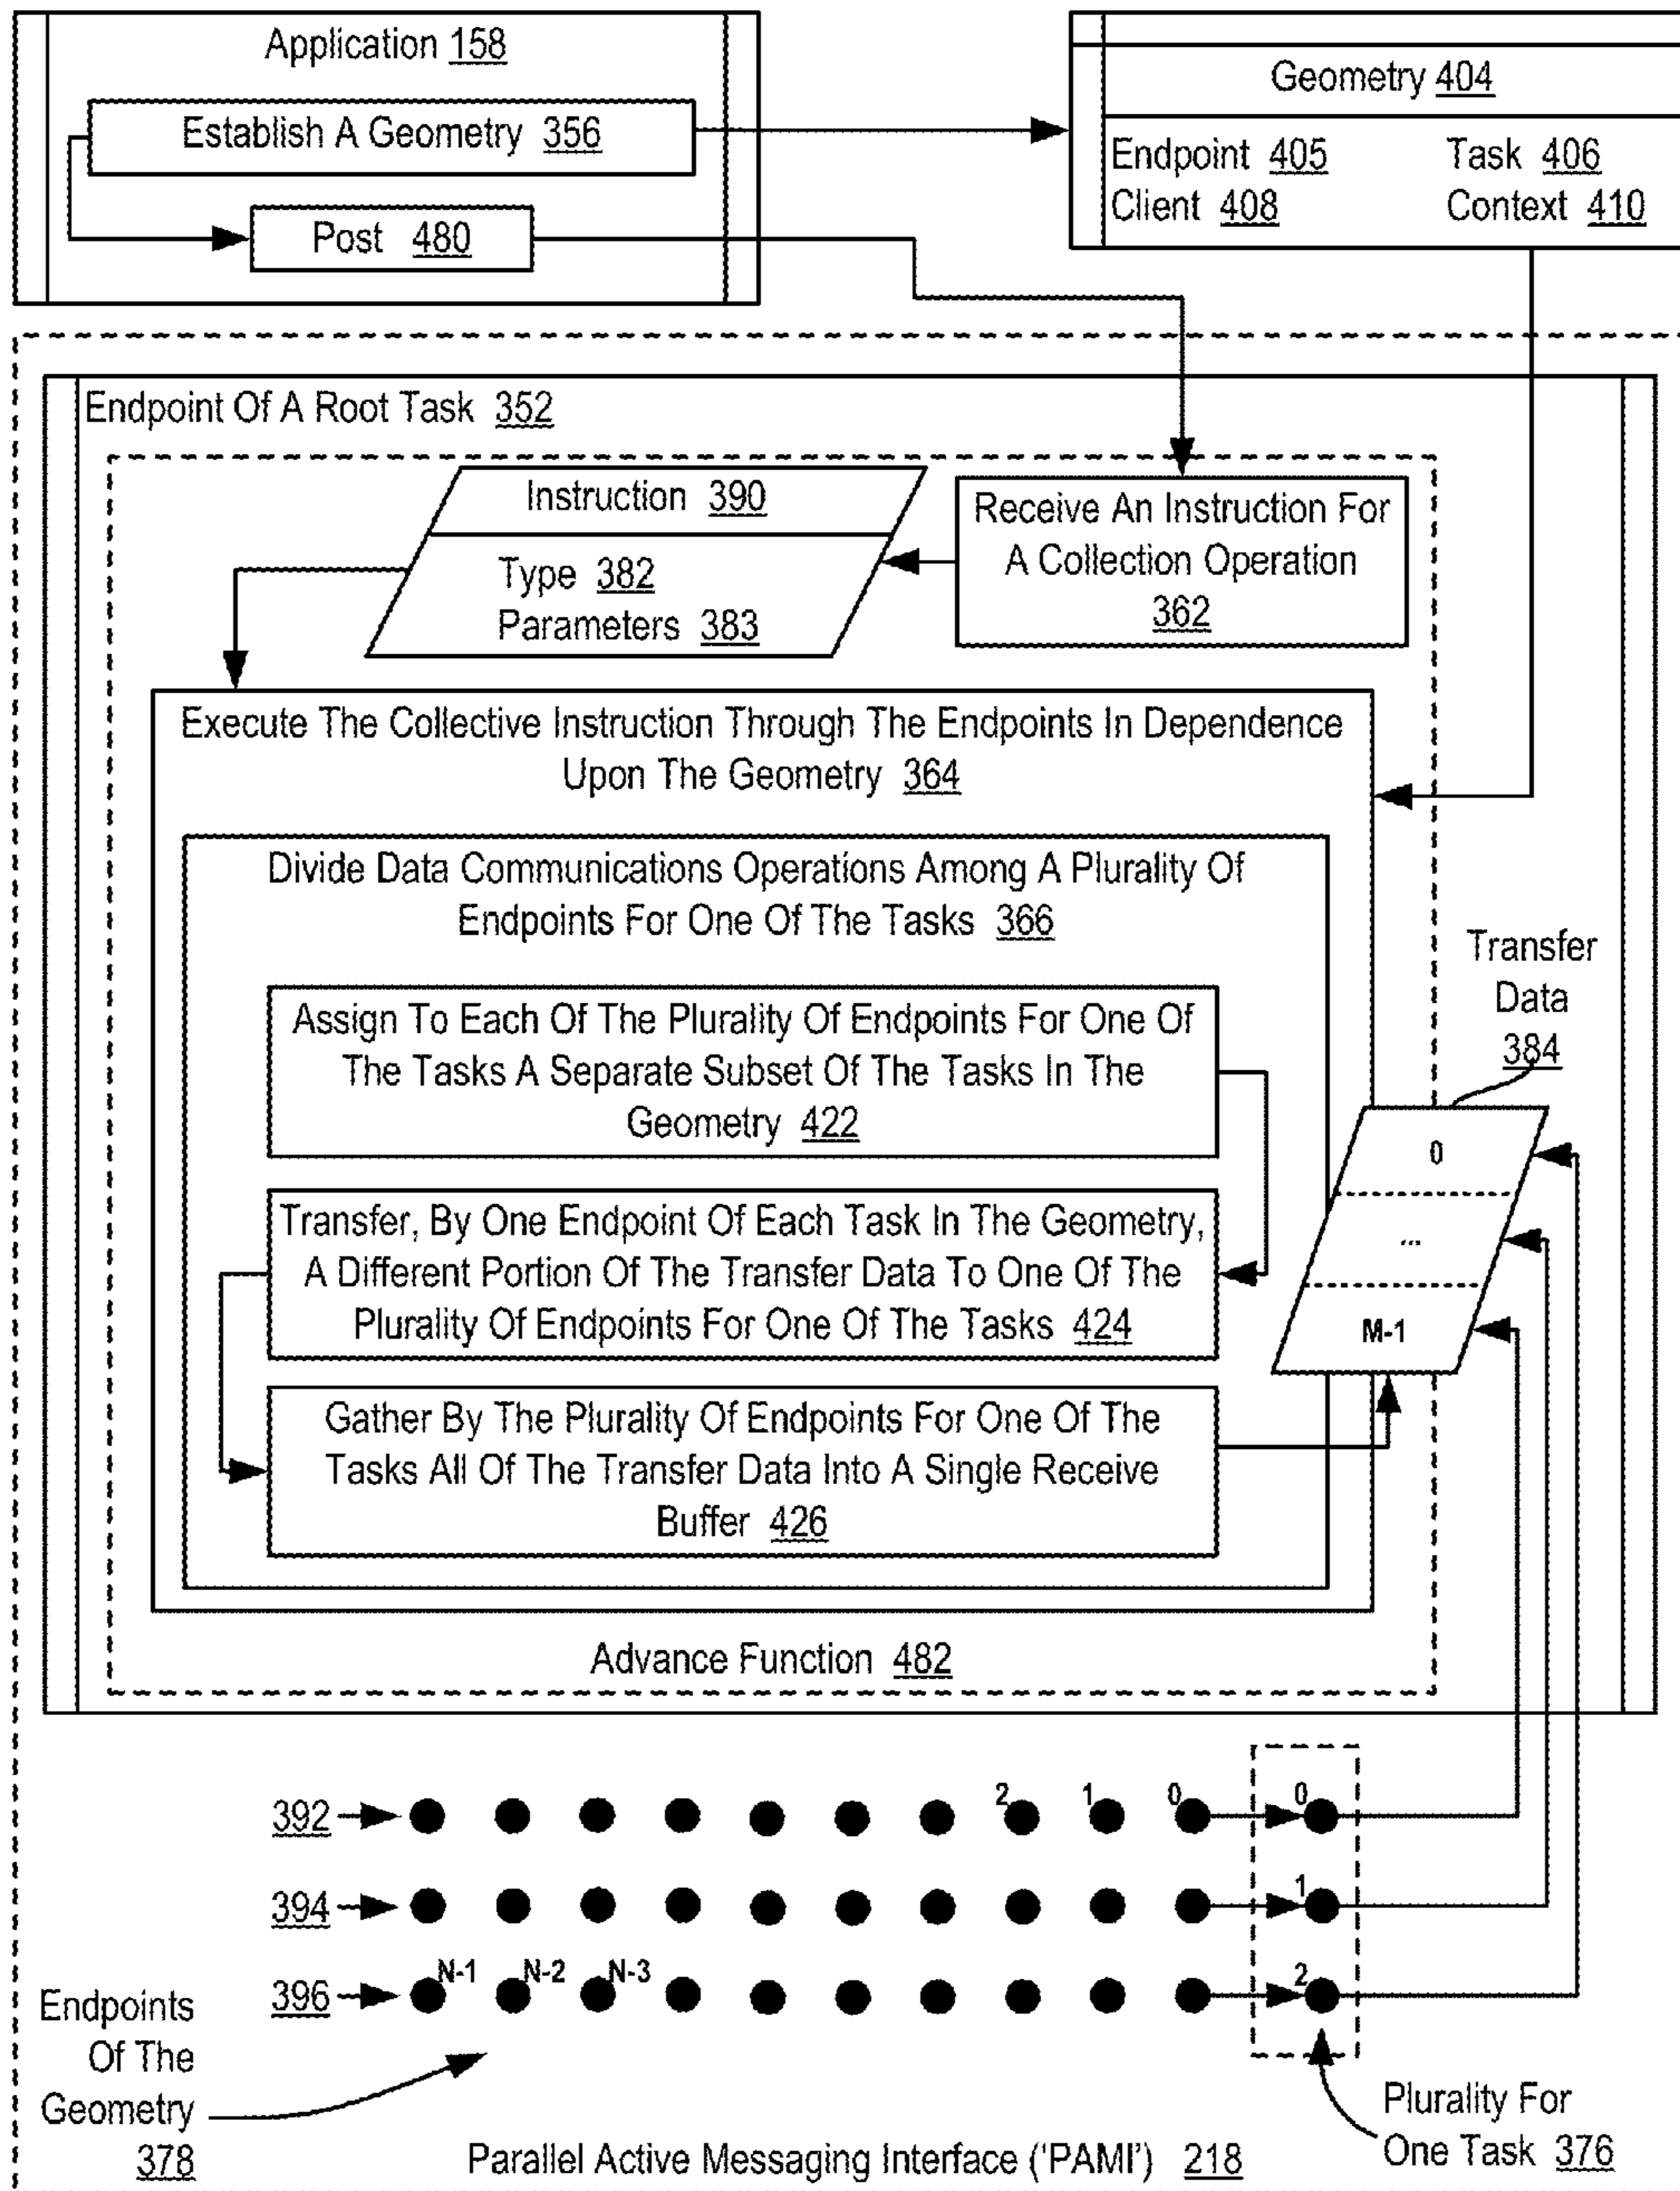 Application 158
Establish A Geometry 356
Post 480
Geometry 404
Endpoint 405 Task 406
Client 408 Context 410
Endpoint Of A Root Task 352
Instruction 390
Type 382
Parameters 383
Receive An Instruction For
A Collection Operation
362
Execute The Collective Instruction Through The Endpoints In Dependence
Upon The Geometry 364
Divide Data Communications Operations Among A Plurality Of
Endpoints For One Of The Tasks 366
Assign To Each Of The Plurality Of Endpoints For One Of
The Tasks A Separate Subset Of The Tasks In The
Geometry 422
Transfer, By One Endpoint Of Each Task In The Geometry,
A Different Portion Of The Transfer Data To One Of The
Plurality Of Endpoints For One Of The Tasks 424
Gather By The Plurality Of Endpoints For One Of The
Tasks All Of The Transfer Data Into A Single Receive
Buffer 426
Transfer
Data
384
0
...
M-1
Advance Function 482
392 2 1 0 0
394 1
396 N-1 N-2 N-3 2
Endpoints
Of The
Geometry
378
Parallel Active Messaging Interface ('PAMI') 218
Plurality For
One Task 376